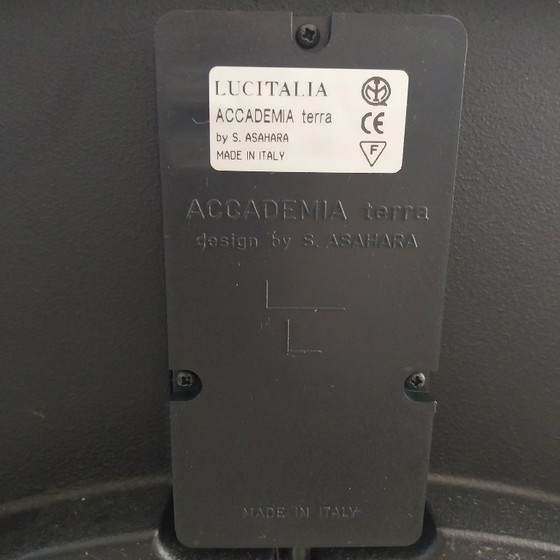 LUCITALIA
ACCADEMIA terra
by S. ASAHARA
MADE IN ITALY
CE
F
ACCADEMIA terra
design by S. ASAHARA
MADE IN ITALY